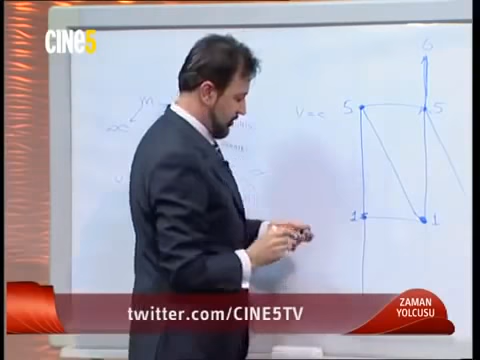 CINE5
6
V = c
5
5
1
1
twitter.com/CINE5TV
ZAMAN
YOLCUSU